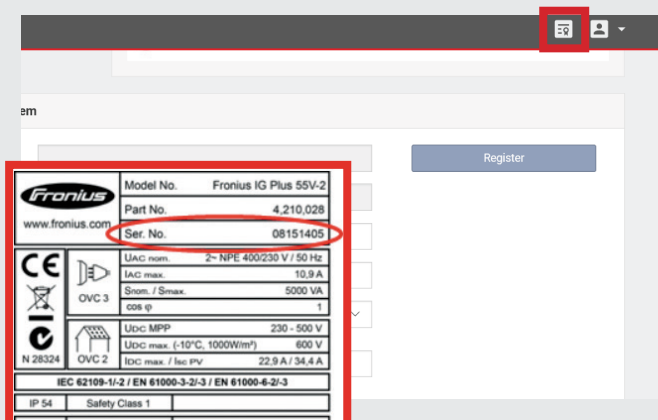 em
Register
Fronius
www.fronius.com
Model No. Fronius IG Plus 55V-2
Part No. 4,210,028
Ser. No. 08151405
CE
OVC 3
UAC nom. 2~ NPE 400/230 V / 50 Hz
IAC max. 10,9 A
Snom. / Smax. 5000 VA
cos φ 1
N 28324
OVC 2
UDC MPP 230 - 500 V
UDC max. (-10°C, 1000W/m²) 600 V
IDC max. / ISC PV 22,9 A / 34,4 A
IEC 62109-1/-2 / EN 61000-3-2/-3 / EN 61000-6-2/-3
IP 54 Safety Class 1